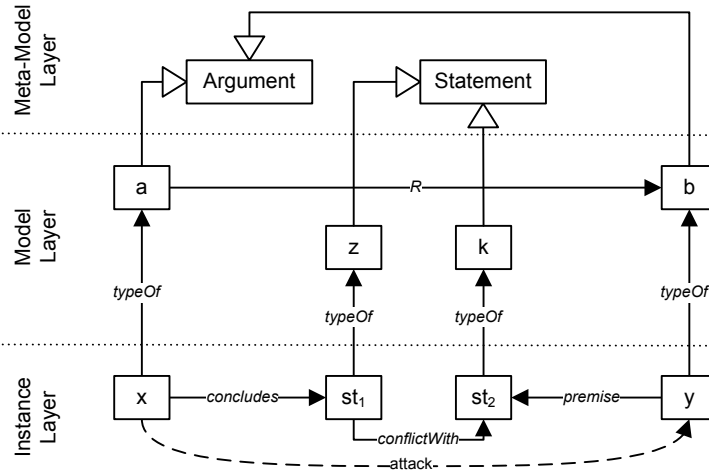 Meta-Model
Layer
Argument
Statement
Model
Layer
a
R
b
z
k
typeOf
typeOf
typeOf
typeOf
Instance
Layer
x
concludes
st₁
st₂
premise
y
conflictWith
attack